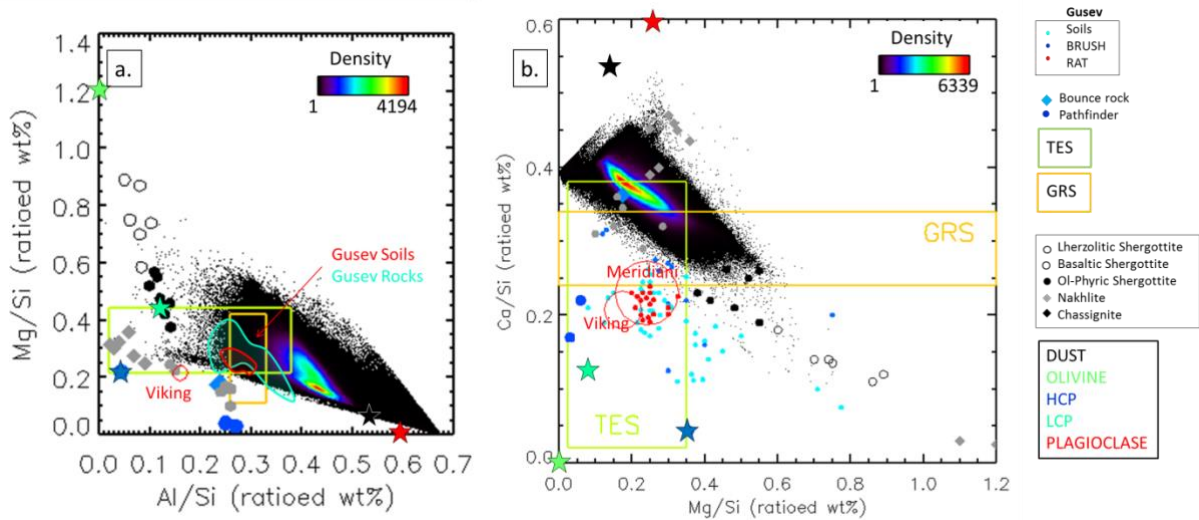 a.
Density
1 4194
Gusev Soils
Gusev Rocks
Viking
Mg/Si (ratioed wt%)
1.4
1.2
1.0
0.8
0.6
0.4
0.2
0.0
0.0 0.1 0.2 0.3 0.4 0.5 0.6 0.7
Al/Si (ratioed wt%)
b.
Density
1 6339
GRS
Meridiani
Viking
TES
Ca/Si (ratioed wt%)
0.6
0.4
0.2
0.0
0.0 0.2 0.4 0.6 0.8 1.0 1.2
Mg/Si (ratioed wt%)
Gusev
Soils
BRUSH
RAT
Bounce rock
Pathfinder
TES
GRS
Lherzolitic Shergottite
Basaltic Shergottite
Ol-Phyric Shergottite
Nakhlite
Chassignite
DUST
OLIVINE
HCP
LCP
PLAGIOCLASE